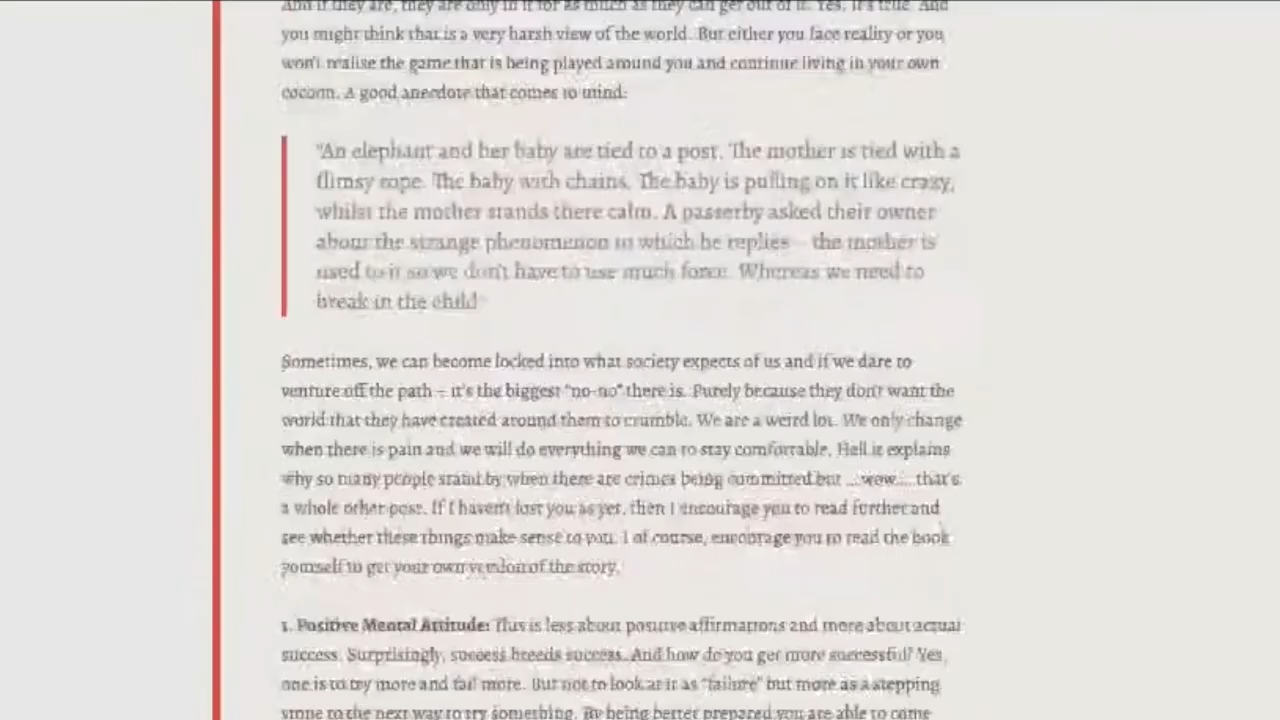 And if they are, they are only in it for as much as they can get out of it. Yes, it's true. And
you might think that is a very harsh view of the world. But either you face reality or you
won't realise the game that is being played around you and continue living in your own
cocoon. A good anecdote that comes to mind:
"An elephant and her baby are tied to a post. The mother is tied with a
flimsy rope. The baby with chains. The baby is pulling on it like crazy,
whilst the mother stands there calm. A passerby asked their owner
about the strange phenomenon to which he replies – the mother is
used to it so we don't have to use much force. Whereas we need to
break in the child"
Sometimes, we can become locked into what society expects of us and if we dare to
venture off the path – it's the biggest "no-no" there is. Purely because they don't want the
world that they have created around them to crumble. We are a weird lot. We only change
when there is pain and we will do everything we can to stay comfortable. Hell it explains
why so many people stand by when there are crimes being committed but ...wow... that's
a whole other post. If I haven't lost you as yet, then I encourage you to read further and
see whether these things make sense to you. I of course, encourage you to read the book
yourself to get your own version of the story.
1. Positive Mental Attitude: This is less about positive affirmations and more about actual
success. Surprisingly, success breeds success. And how do you get more successful? Yes,
one is to try more and fail more. But not to look at it as "failure" but more as a stepping
stone to the next way to try something. By being better prepared you are able to come